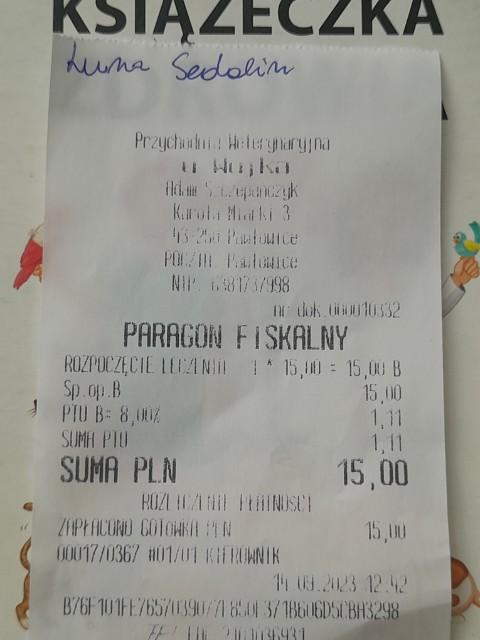 KSIĄŻECZKA
Luna Sedalin
Przychodnia Weterynaryjna
u Wojka
Adam Szczepańczyk
Karola Miarki 3
43-250 Pawłowice
POCZTA: Pawłowice
NIP: 6381737998
nr dok.000010332
PARAGON FISKALNY
ROZPOCZĘCIE LECZENIA 1 * 15,00 = 15,00 B
Sp.op.B 15,00
PTU B= 8,00% 1,11
SUMA PTU 1,11
SUMA PLN 15,00
ROZLICZENIE PŁATNOŚCI
ZAPŁACONO GOTÓWKA PLN 15,00
00017/0367 #01/01 KIEROWNIK
14-09-2023 12:42